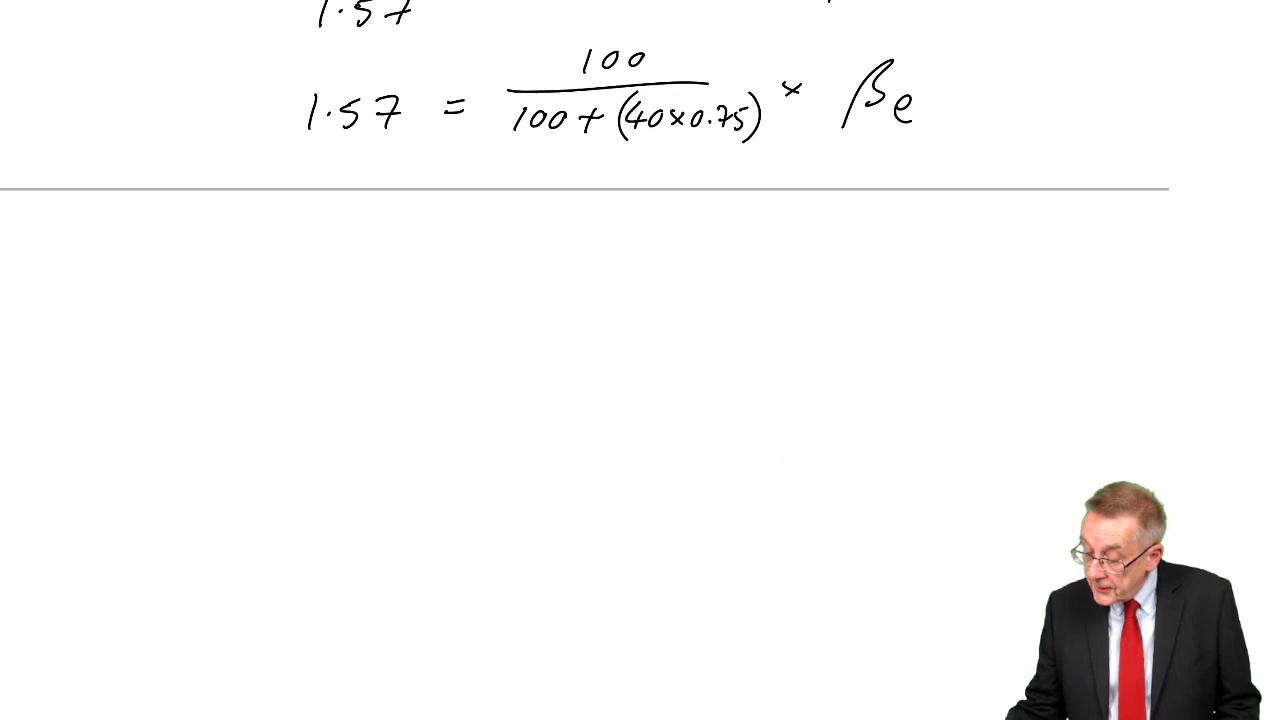 1.57
100
1.57 = ――― × βe
100 + (40×0.75)